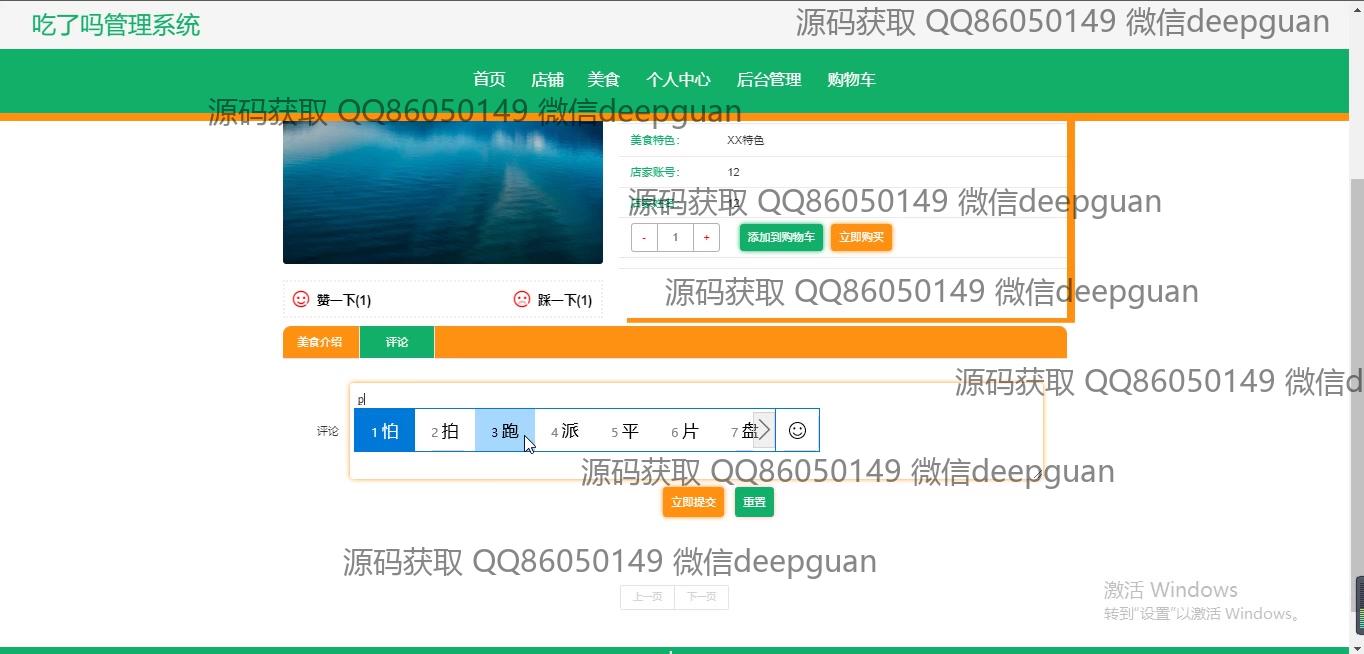 吃了吗管理系统
源码获取 QQ86050149 微信deepguan
首页 店铺 美食 个人中心 后台管理 购物车
源码获取 QQ86050149 微信deepguan
美食特色： XX特色
店家账号： 12
12
源码获取 QQ86050149 微信deepguan
- 1 + 添加到购物车 立即购买
源码获取 QQ86050149 微信deepguan
赞一下(1) 踩一下(1)
美食介绍 评论
源码获取 QQ86050149 微信d
p
评论
1 怕 2 拍 3 跑 4 派 5 平 6 片 7 盘
源码获取 QQ86050149 微信deepguan
立即提交 重置
源码获取 QQ86050149 微信deepguan
上一页 下一页
激活 Windows
转到“设置”以激活 Windows。